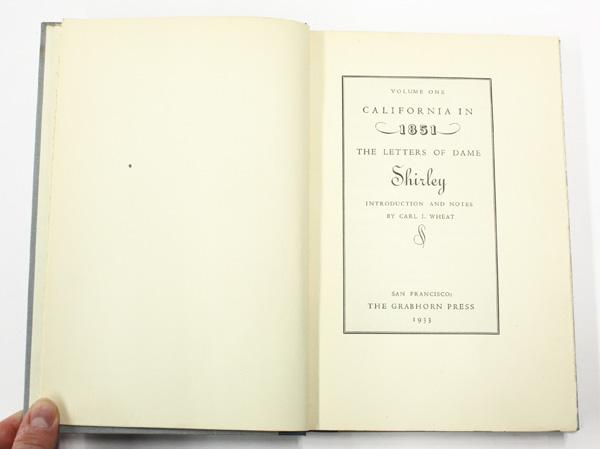 VOLUME ONE
CALIFORNIA IN
1851
THE LETTERS OF DAME
Shirley
INTRODUCTION AND NOTES
BY CARL I. WHEAT
SAN FRANCISCO:
THE GRABHORN PRESS
1933